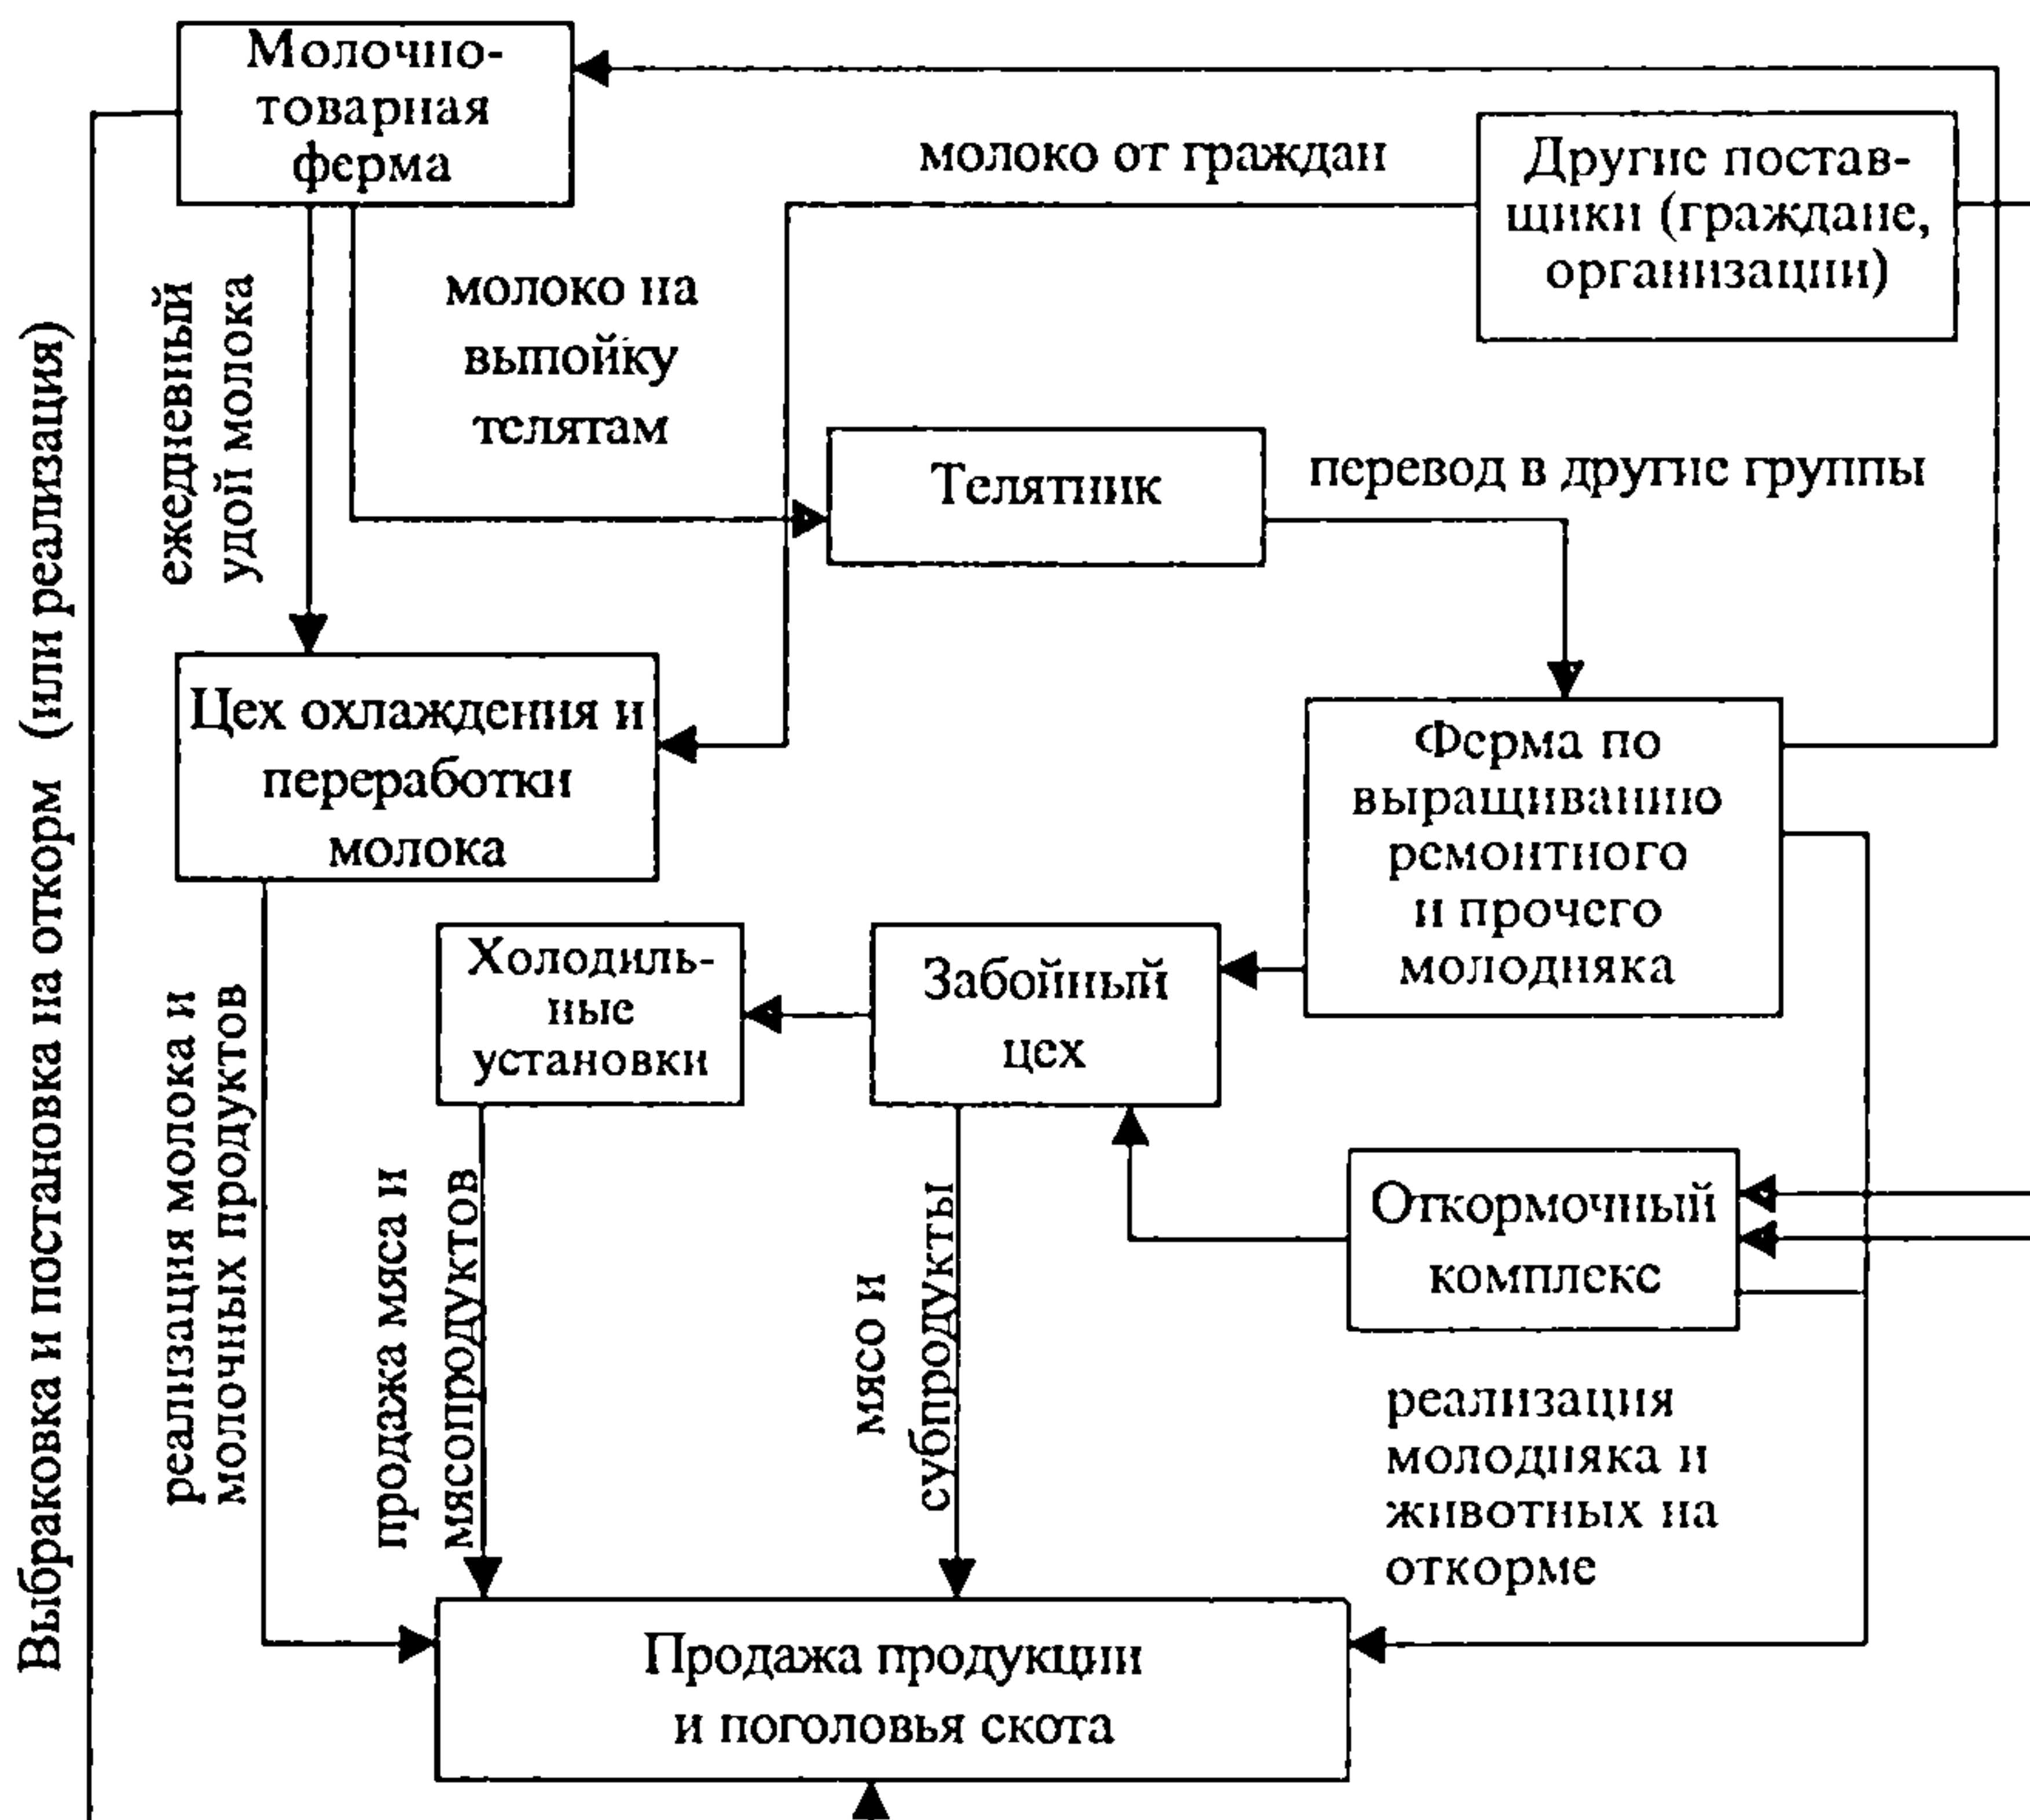 Молочно-
товарная
ферма
молоко от граждан
Другие постав-
щики (граждане,
организации)
молоко на
выпойку
телятам
ежедневный
удой молока
Выбраковка и постановка на откорм (или реализация)
Телятник
перевод в другие группы
Цех охлаждения и
переработки
молока
Ферма по
выращиванию
ремонтного
и прочего
молодняка
Холодиль-
ные
установки
Забойный
цех
реализация молока и
молочных продуктов
продажа мяса и
мясопродуктов
мясо и
субпродукты
Откормочный
комплекс
реализация
молодняка и
животных на
откорме
Продажа продукции
и поголовья скота